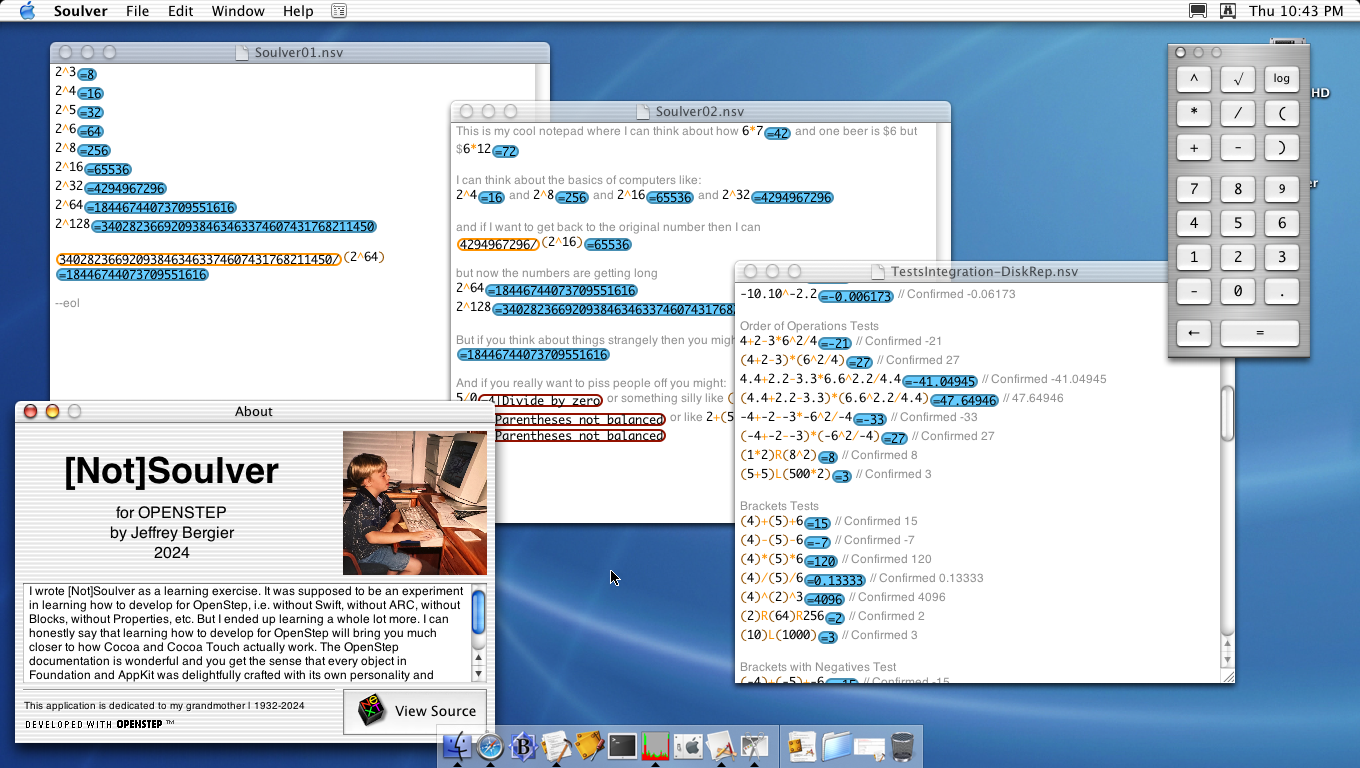 Soulver File Edit Window Help Thu 10:43 PM
Soulver01.nsv
2^3=8
2^4=16
2^5=32
2^6=64
2^8=256
2^16=65536
2^32=4294967296
2^64=18446744073709551616
2^128=340282366920938463463374607431768211450
340282366920938463463374607431768211450/(2^64)
=18446744073709551616
--eol
Soulver02.nsv
This is my cool notepad where I can think about how 6*7=42 and one beer is $6 but
$6*12=72
I can think about the basics of computers like:
2^4=16 and 2^8=256 and 2^16=65536 and 2^32=4294967296
and if I want to get back to the original number then I can
4294967296/(2^16)=65536
but now the numbers are getting long
2^64=18446744073709551616
2^128=34028236692093846346337460743176
But if you think about things strangely then you migh
=18446744073709551616
And if you really want to piss people off you might:
5/0-4!Divide by zero or something silly like (
Parentheses not balanced or like 2+(5
Parentheses not balanced
TestsIntegration-DiskRep.nsv
-10.10^-2.2=-0.006173 // Confirmed -0.06173
Order of Operations Tests
4+2-3*6^2/4=-21 // Confirmed -21
(4+2-3)*(6^2/4)=27 // Confirmed 27
4.4+2.2-3.3*6.6^2.2/4.4=-41.04945 // Confirmed -41.04945
(4.4+2.2-3.3)*(6.6^2.2/4.4)=47.64946 // 47.64946
-4+-2--3*-6^2/-4=-33 // Confirmed -33
(-4+-2--3)*(-6^2/-4)=27 // Confirmed 27
(1*2)R(8^2)=8 // Confirmed 8
(5+5)L(500*2)=3 // Confirmed 3
Brackets Tests
(4)+(5)+6=15 // Confirmed 15
(4)-(5)-6=-7 // Confirmed -7
(4)*(5)*6=120 // Confirmed 120
(4)/(5)/6=0.13333 // Confirmed 0.13333
(4)^(2)^3=4096 // Confirmed 4096
(2)R(64)R256=2 // Confirmed 2
(10)L(1000)=3 // Confirmed 3
Brackets with Negatives Test
(-4)+(-5)+-6=-15 // Confirmed -15
^ √ log
* / (
+ - )
7 8 9
4 5 6
1 2 3
- 0 .
← =
HD
er
About
[Not]Soulver
for OPENSTEP
by Jeffrey Bergier
2024
I wrote [Not]Soulver as a learning exercise. It was supposed to be an experiment
in learning how to develop for OpenStep, i.e. without Swift, without ARC, without
Blocks, without Properties, etc. But I ended up learning a whole lot more. I can
honestly say that learning how to develop for OpenStep will bring you much
closer to how Cocoa and Cocoa Touch actually work. The OpenStep
documentation is wonderful and you get the sense that every object in
Foundation and AppKit was delightfully crafted with its own personality and
This application is dedicated to my grandmother | 1932-2024
DEVELOPED WITH OPENSTEP ™
NeXT
View Source